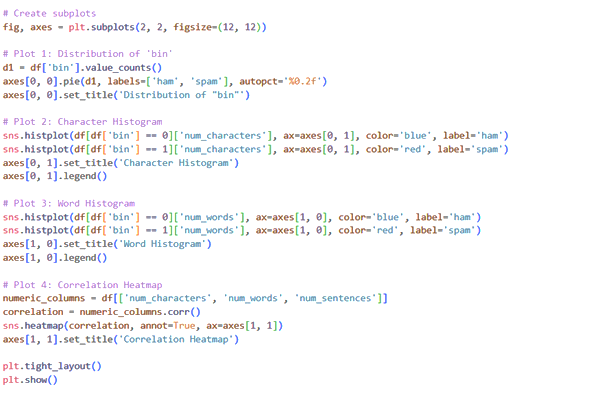 # Create subplots
fig, axes = plt.subplots(2, 2, figsize=(12, 12))
# Plot 1: Distribution of 'bin'
d1 = df['bin'].value_counts()
axes[0, 0].pie(d1, labels=['ham', 'spam'], autopct='%0.2f')
axes[0, 0].set_title('Distribution of "bin"')
# Plot 2: Character Histogram
sns.histplot(df[df['bin'] == 0]['num_characters'], ax=axes[0, 1], color='blue', label='ham')
sns.histplot(df[df['bin'] == 1]['num_characters'], ax=axes[0, 1], color='red', label='spam')
axes[0, 1].set_title('Character Histogram')
axes[0, 1].legend()
# Plot 3: Word Histogram
sns.histplot(df[df['bin'] == 0]['num_words'], ax=axes[1, 0], color='blue', label='ham')
sns.histplot(df[df['bin'] == 1]['num_words'], ax=axes[1, 0], color='red', label='spam')
axes[1, 0].set_title('Word Histogram')
axes[1, 0].legend()
# Plot 4: Correlation Heatmap
numeric_columns = df[['num_characters', 'num_words', 'num_sentences']]
correlation = numeric_columns.corr()
sns.heatmap(correlation, annot=True, ax=axes[1, 1])
axes[1, 1].set_title('Correlation Heatmap')
plt.tight_layout()
plt.show()